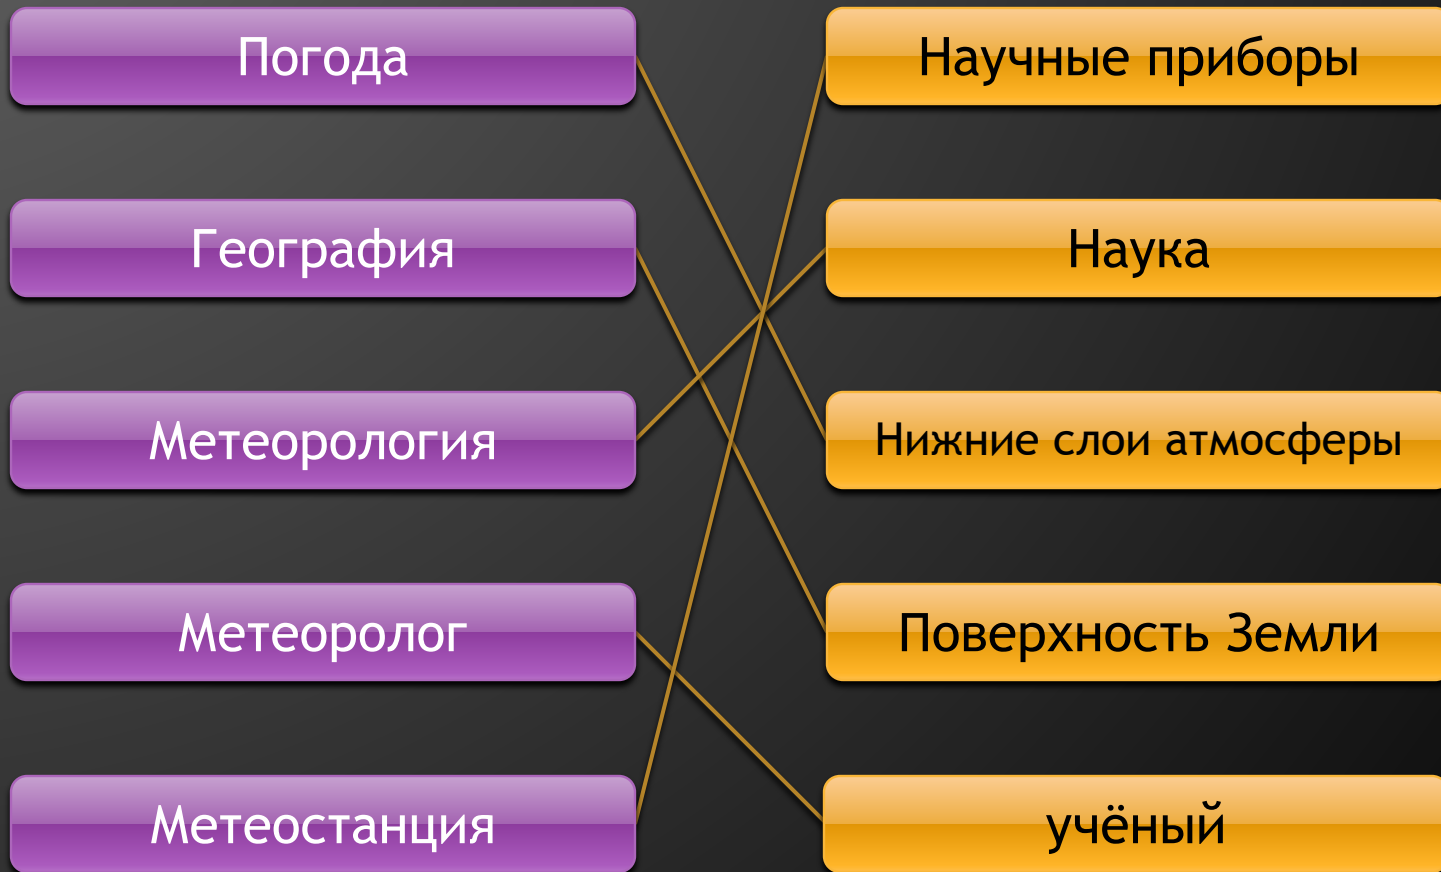 Погода
Научные приборы
География
Наука
Метеорология
Нижние слои атмосферы
Метеоролог
Поверхность Земли
Метеостанция
учёный